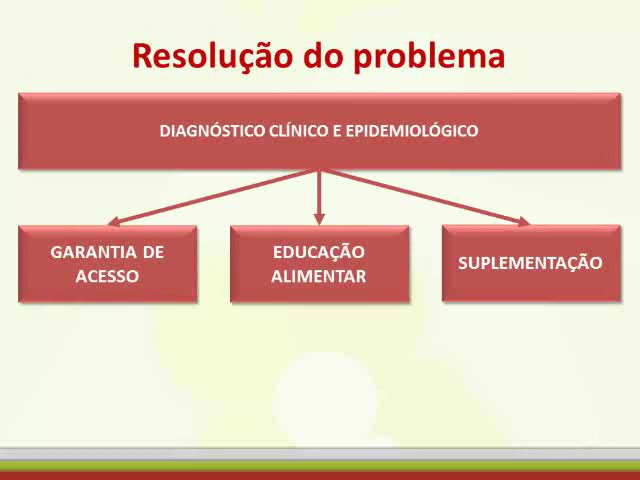 Resolução do problema
DIAGNÓSTICO CLÍNICO E EPIDEMIOLÓGICO
GARANTIA DE
ACESSO
EDUCAÇÃO
ALIMENTAR
SUPLEMENTAÇÃO